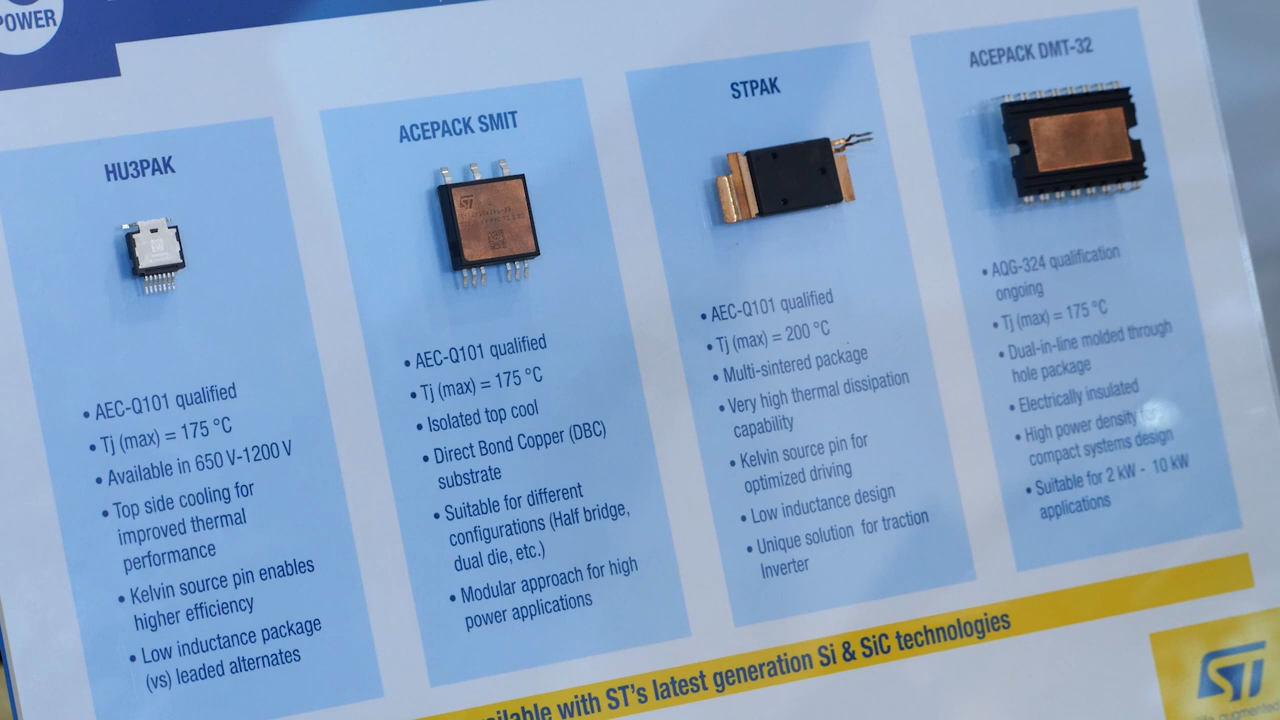 POWER
HU3PAK
• AEC-Q101 qualified
• Tj (max) = 175 °C
• Available in 650 V-1200 V
• Top side cooling for
improved thermal
performance
• Kelvin source pin enables
higher efficiency
• Low inductance package
(vs) leaded alternates
ACEPACK SMIT
ST
• AEC-Q101 qualified
• Tj (max) = 175 °C
• Isolated top cool
• Direct Bond Copper (DBC)
substrate
• Suitable for different
configurations (Half bridge,
dual die, etc.)
• Modular approach for high
power applications
STPAK
• AEC-Q101 qualified
• Tj (max) = 200 °C
• Multi-sintered package
• Very high thermal dissipation
capability
• Kelvin source pin for
optimized driving
• Low inductance design
• Unique solution for traction
Inverter
ACEPACK DMT-32
• AQG-324 qualification
ongoing
• Tj (max) = 175 °C
• Dual-in-line molded through
hole package
• Electrically insulated
• High power density
compact systems design
• Suitable for 2 kW - 10 kW
applications
with ST's latest generation Si & SiC technologies
ST
augmented